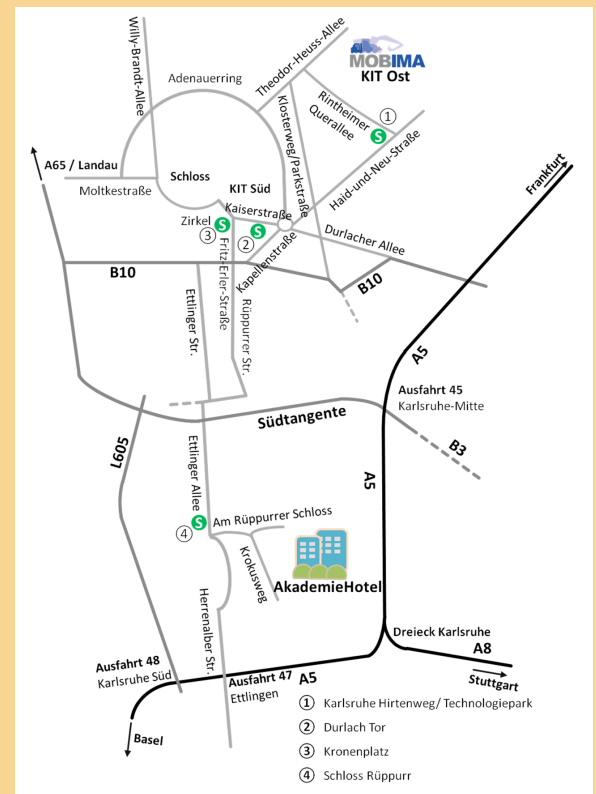 Willy-Brandt-Allee
Theodor-Heuss-Allee
MOBIMA
KIT Ost
Adenauerring
Klosterweg/Parkstraße
Rintheimer
Querallee
1
S
Haid-und-Neu-Straße
A65 / Landau
Moltkestraße
Schloss
KIT Süd
Frankfurt
Kaiserstraße
Zirkel
S
3
S
2
Durlacher Allee
Kapellenstraße
Fritz-Erler-Straße
B10
B10
Ettlinger Str.
Rüppurrer Str.
A5
Ausfahrt 45
Karlsruhe-Mitte
Südtangente
B3
L605
Ettlinger Allee
A5
S
4
Am Rüppurrer Schloss
Krokusweg
AkademieHotel
Herrenalber Str.
Dreieck Karlsruhe
A8
Stuttgart
Ausfahrt 48
Karlsruhe Süd
Ausfahrt 47
Ettlingen
A5
Basel
1 Karlsruhe Hirtenweg/ Technologiepark
2 Durlach Tor
3 Kronenplatz
4 Schloss Rüppurr